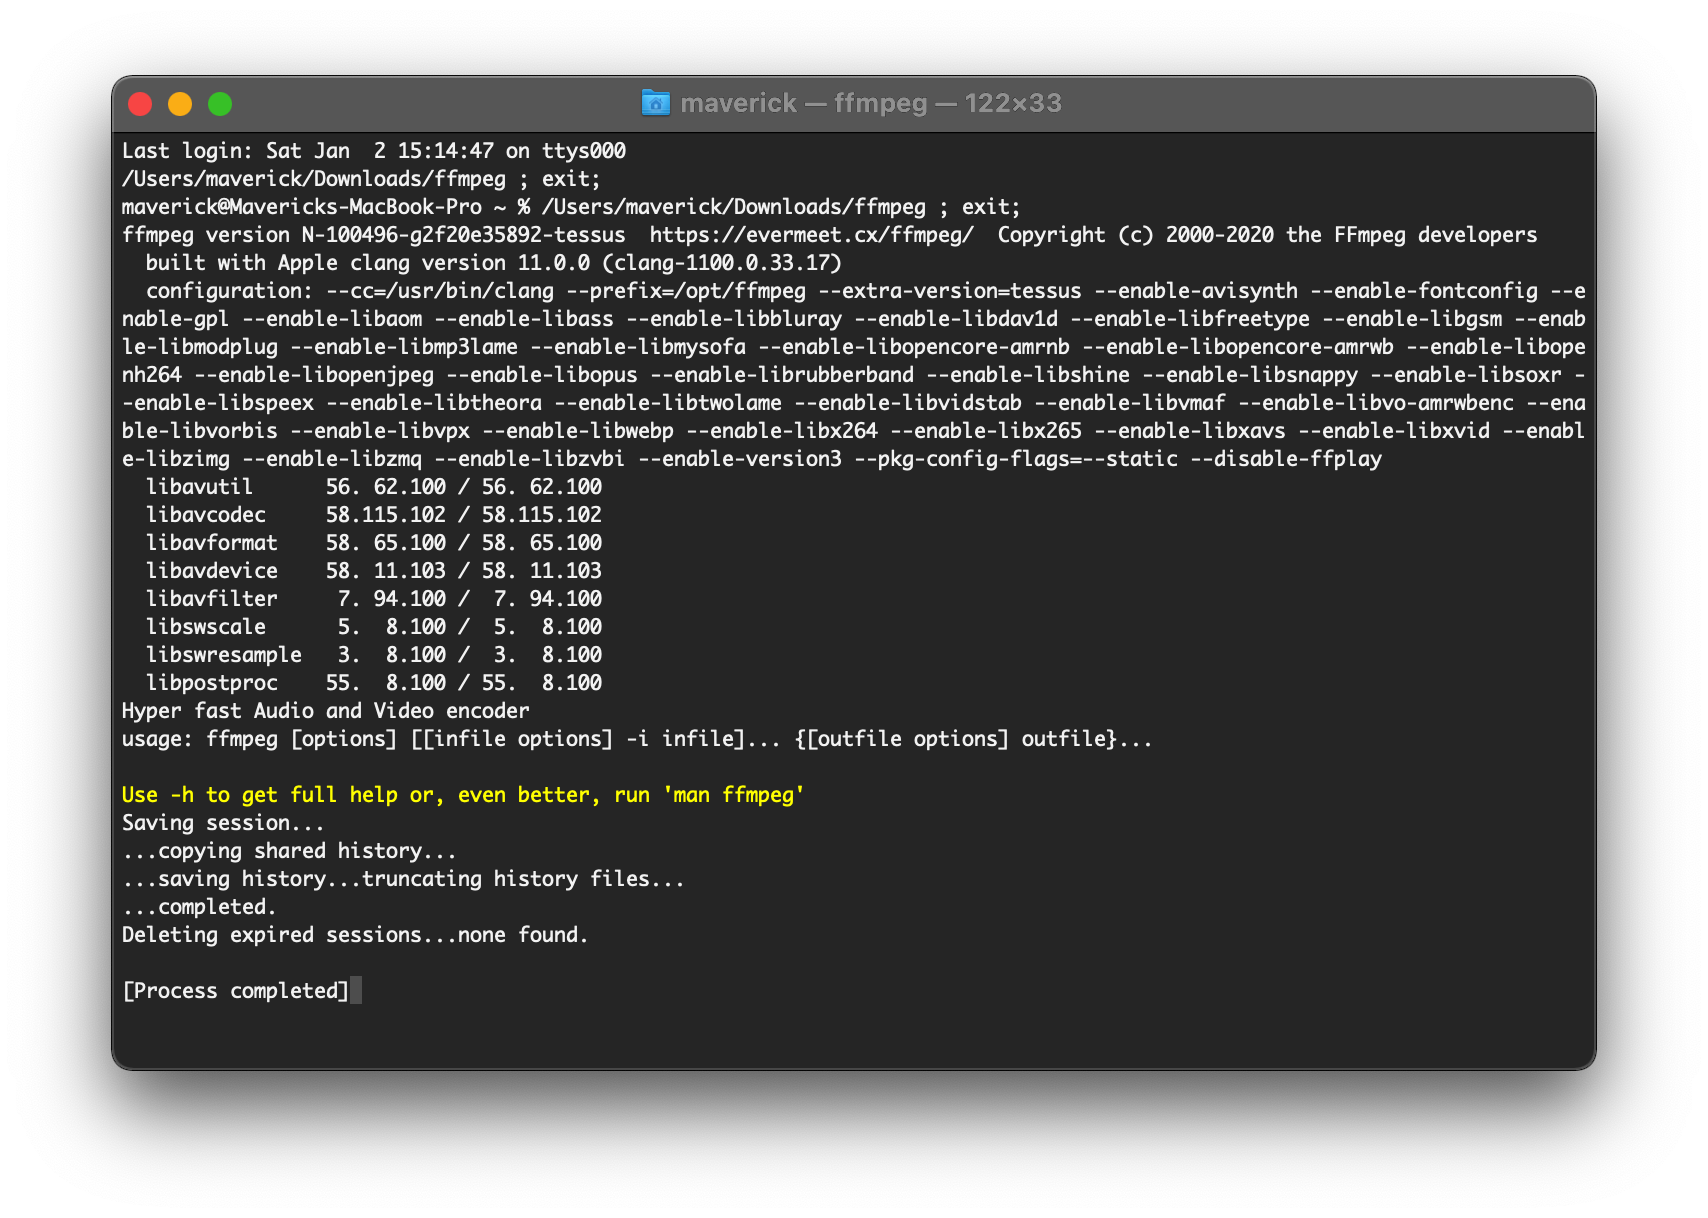 maverick — ffmpeg — 122×33
Last login: Sat Jan  2 15:14:47 on ttys000
/Users/maverick/Downloads/ffmpeg ; exit;
maverick@Mavericks-MacBook-Pro ~ % /Users/maverick/Downloads/ffmpeg ; exit;
ffmpeg version N-100496-g2f20e35892-tessus  https://evermeet.cx/ffmpeg/  Copyright (c) 2000-2020 the FFmpeg developers
  built with Apple clang version 11.0.0 (clang-1100.0.33.17)
  configuration: --cc=/usr/bin/clang --prefix=/opt/ffmpeg --extra-version=tessus --enable-avisynth --enable-fontconfig --e
nable-gpl --enable-libaom --enable-libass --enable-libbluray --enable-libdav1d --enable-libfreetype --enable-libgsm --enab
le-libmodplug --enable-libmp3lame --enable-libmysofa --enable-libopencore-amrnb --enable-libopencore-amrwb --enable-libope
nh264 --enable-libopenjpeg --enable-libopus --enable-librubberband --enable-libshine --enable-libsnappy --enable-libsoxr -
-enable-libspeex --enable-libtheora --enable-libtwolame --enable-libvidstab --enable-libvmaf --enable-libvo-amrwbenc --ena
ble-libvorbis --enable-libvpx --enable-libwebp --enable-libx264 --enable-libx265 --enable-libxavs --enable-libxvid --enabl
e-libzimg --enable-libzmq --enable-libzvbi --enable-version3 --pkg-config-flags=--static --disable-ffplay
  libavutil      56. 62.100 / 56. 62.100
  libavcodec     58.115.102 / 58.115.102
  libavformat    58. 65.100 / 58. 65.100
  libavdevice    58. 11.103 / 58. 11.103
  libavfilter     7. 94.100 /  7. 94.100
  libswscale      5.  8.100 /  5.  8.100
  libswresample   3.  8.100 /  3.  8.100
  libpostproc    55.  8.100 / 55.  8.100
Hyper fast Audio and Video encoder
usage: ffmpeg [options] [[infile options] -i infile]... {[outfile options] outfile}...

Use -h to get full help or, even better, run 'man ffmpeg'
Saving session...
...copying shared history...
...saving history...truncating history files...
...completed.
Deleting expired sessions...none found.

[Process completed]